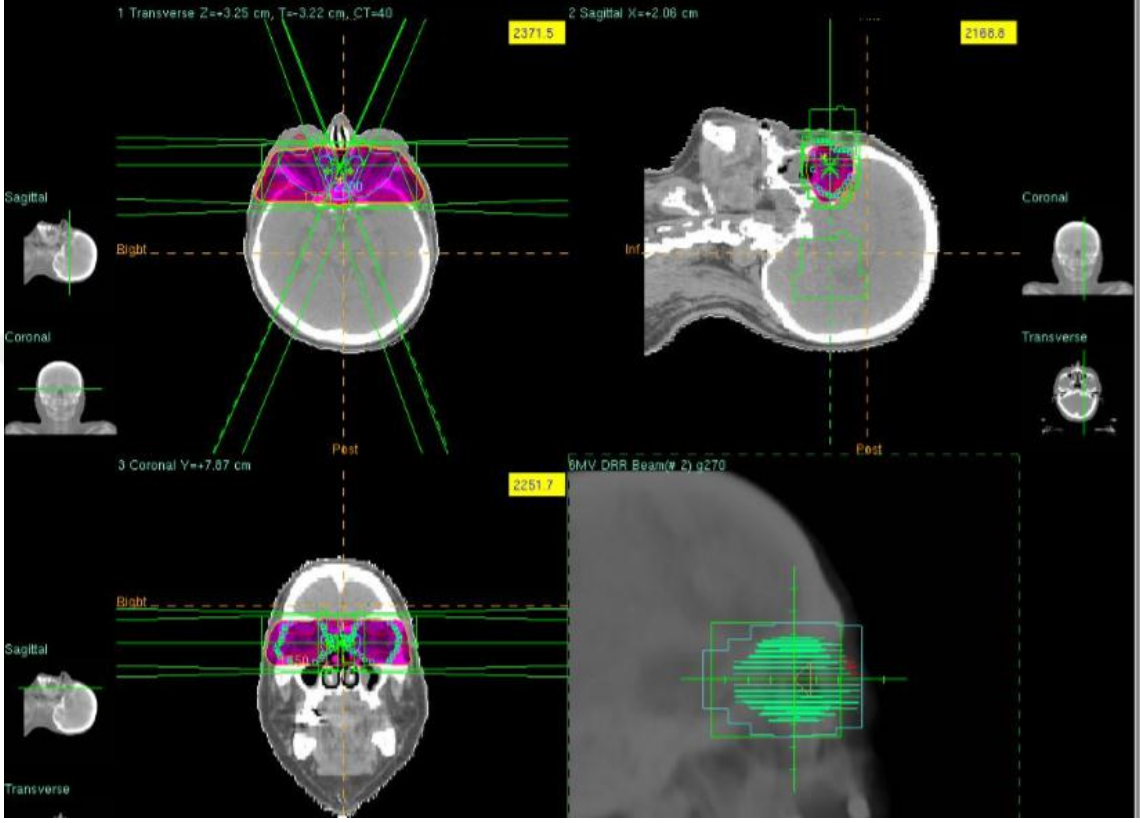 1 Transverse Z=+3.25 cm, T=-3.22 cm, CT=40
2371.5
2 Sagittal X=+2.06 cm
2168.8
Sagittal
Right
Inf.
Coronal
Coronal
Transverse
Post
Post
3 Coronal Y=+7.87 cm
2251.7
6MV DRR Beam(# 2) g270
Right
Sagittal
Transverse